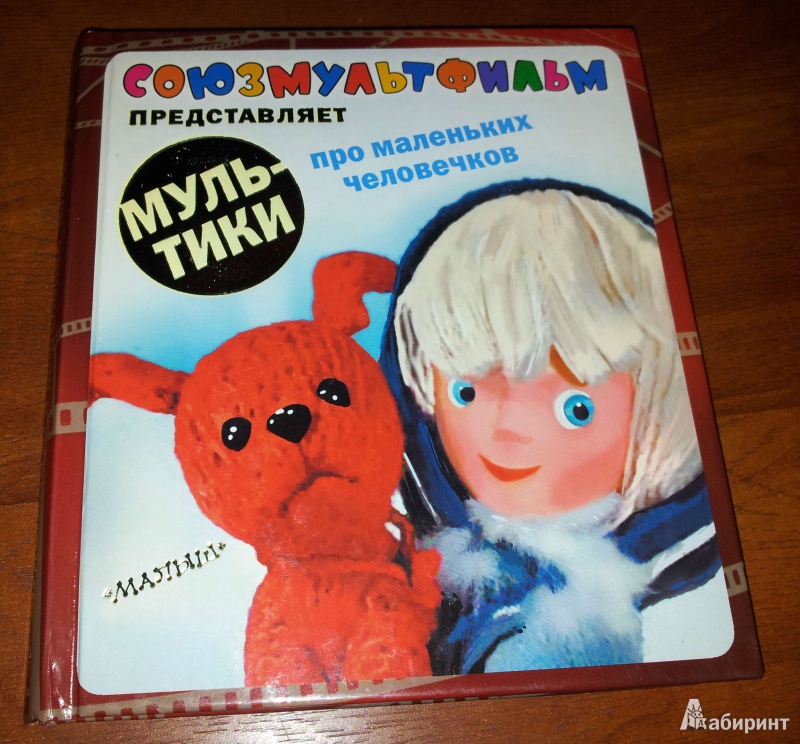 СОЮЗМУЛЬТФИЛЬМ
ПРЕДСТАВЛЯЕТ
МУЛЬ-
ТИКИ
про маленьких
человечков
«МАЛЫШ»
Лабиринт